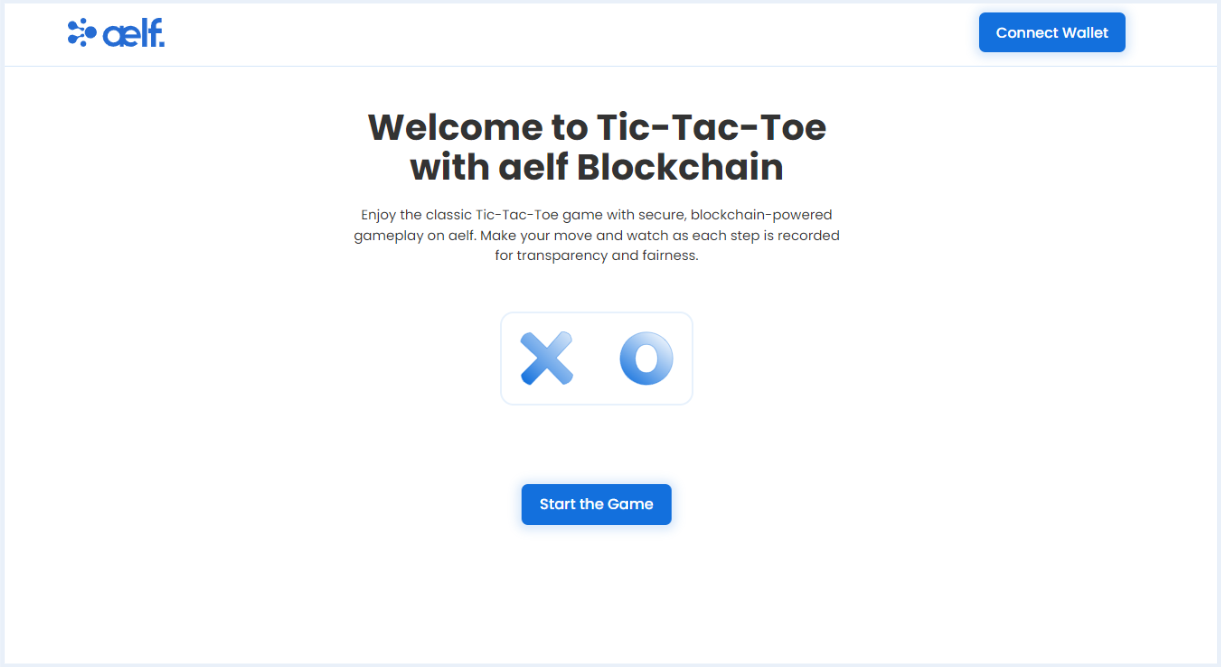 aelf.
Connect Wallet
Welcome to Tic-Tac-Toe
with aelf Blockchain
Enjoy the classic Tic-Tac-Toe game with secure, blockchain-powered
gameplay on aelf. Make your move and watch as each step is recorded
for transparency and fairness.
X O
Start the Game